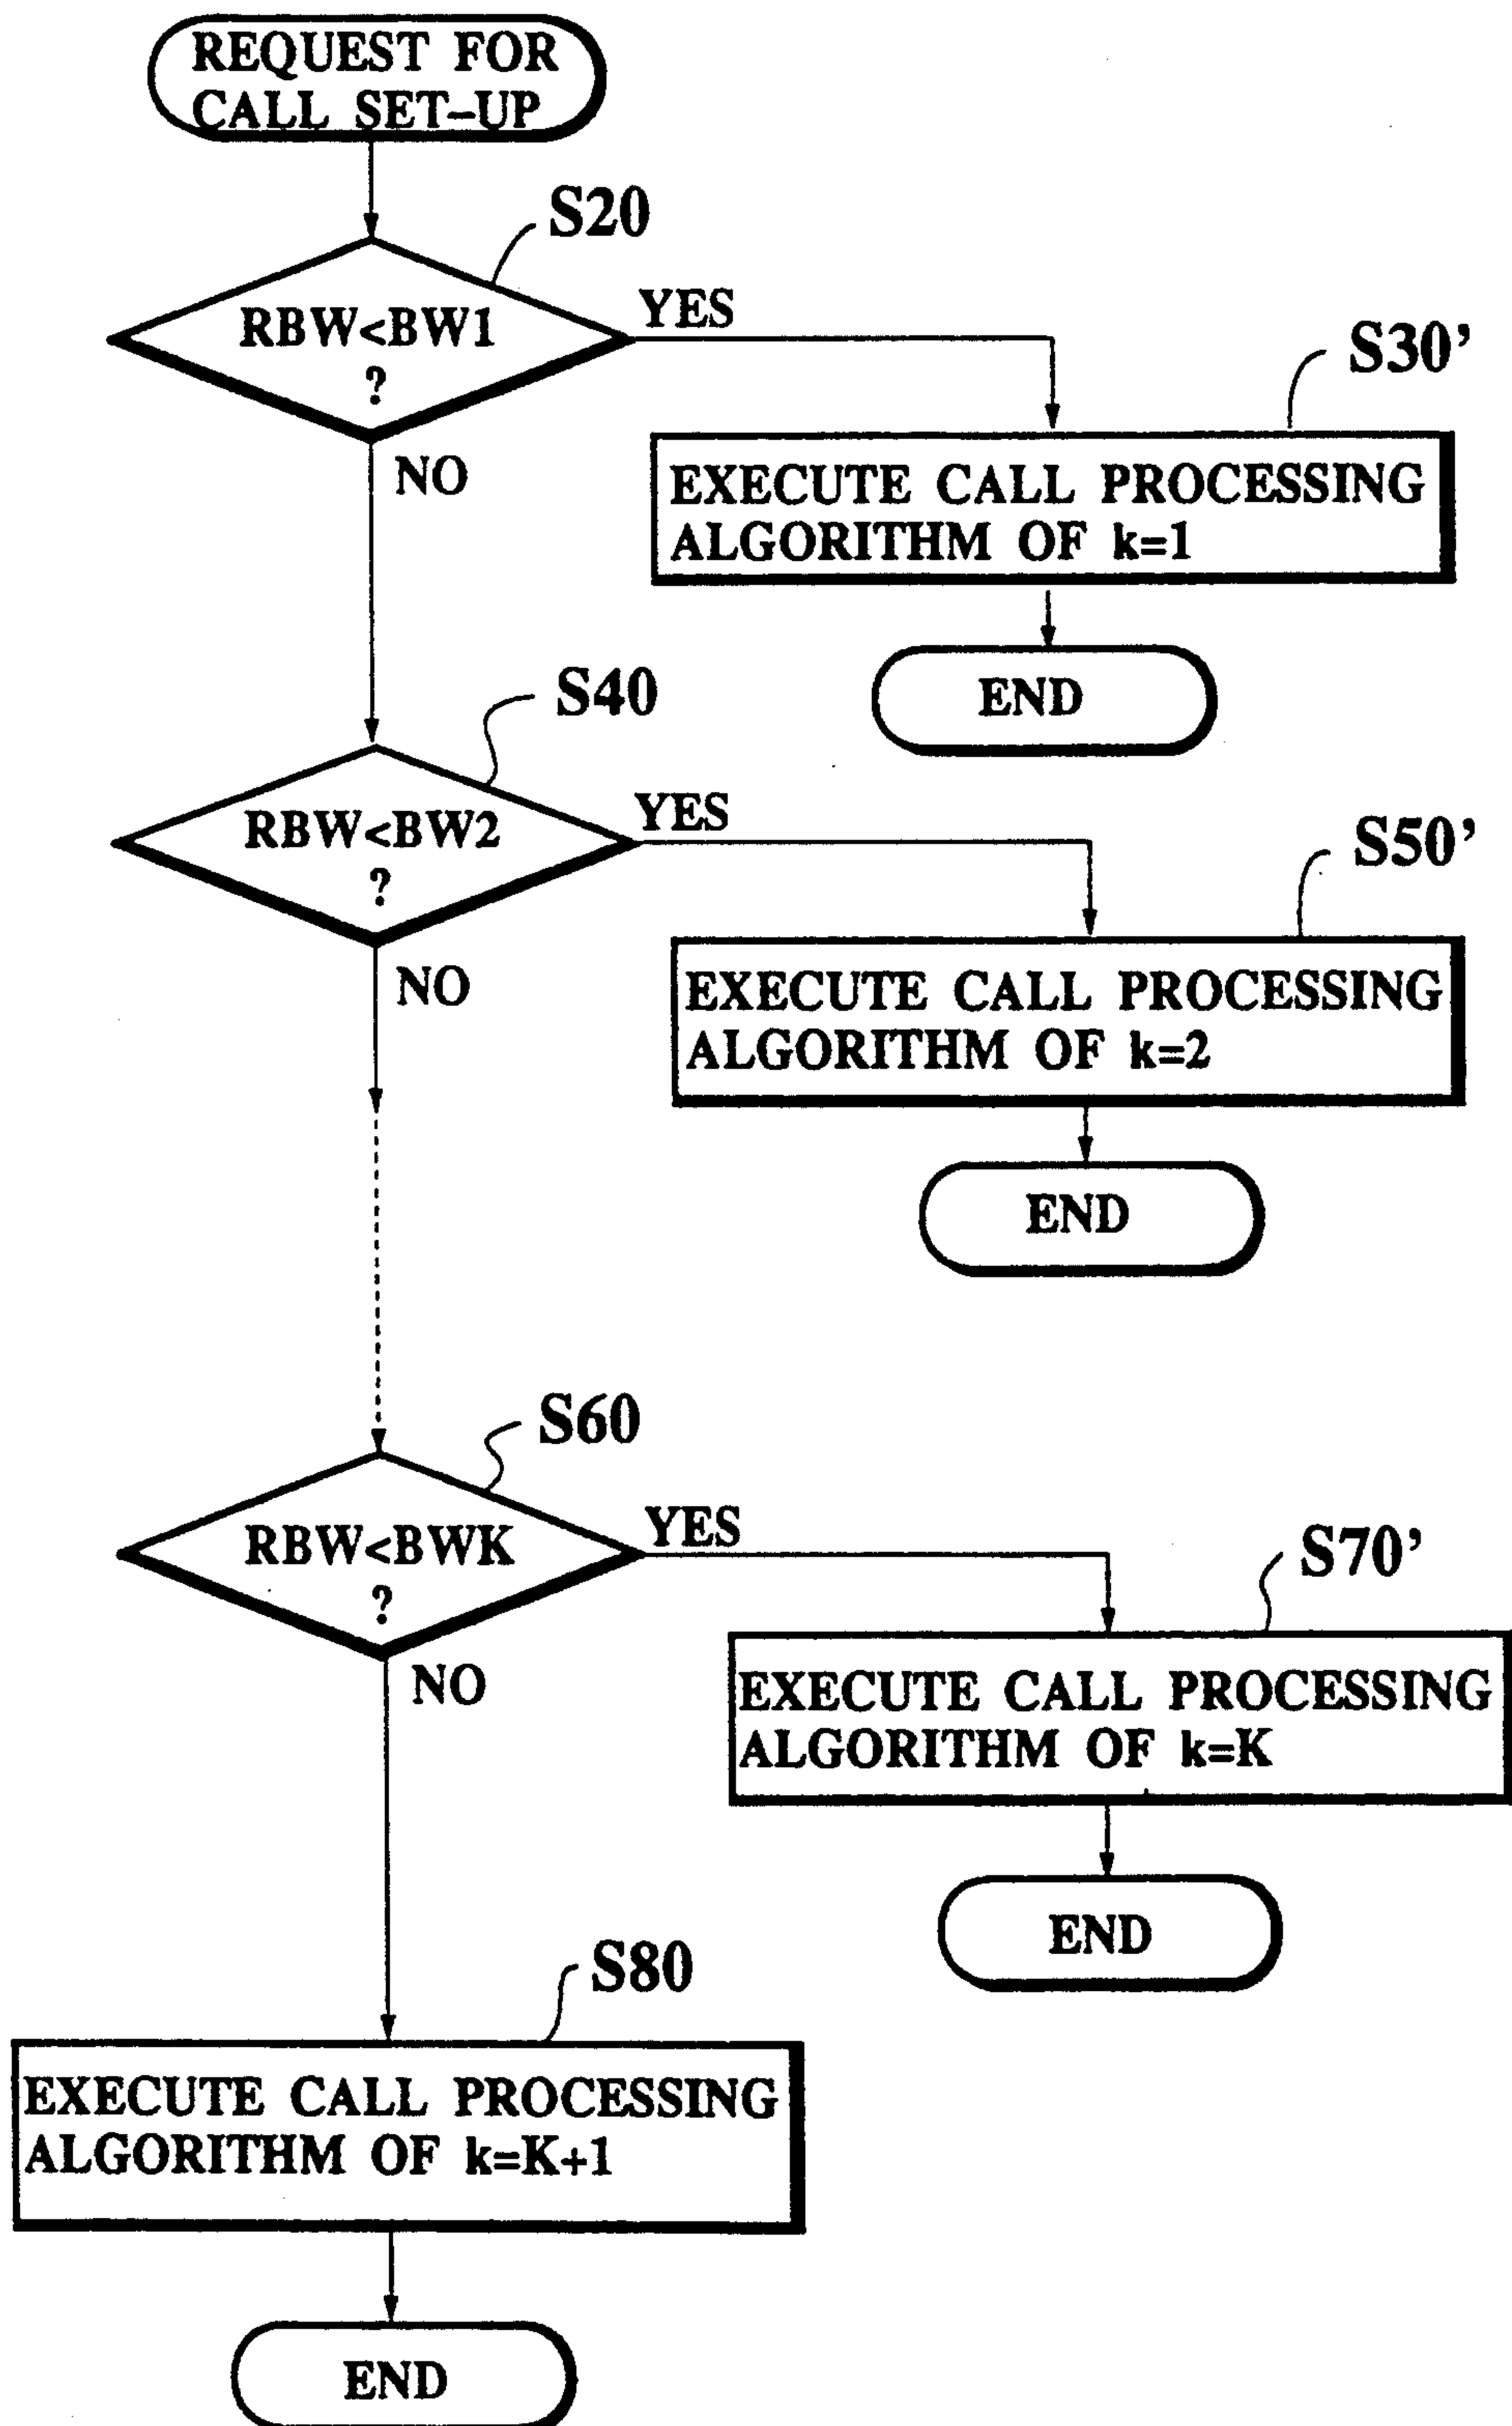 REQUEST FOR
CALL SET-UP
S20
RBW<BW1
?
YES
S30’
NO
EXECUTE CALL PROCESSING
ALGORITHM OF k=1
END
S40
RBW<BW2
?
YES
S50’
NO
EXECUTE CALL PROCESSING
ALGORITHM OF k=2
END
S60
RBW<BWK
?
YES
S70’
NO
EXECUTE CALL PROCESSING
ALGORITHM OF k=K
END
S80
EXECUTE CALL PROCESSING
ALGORITHM OF k=K+1
END